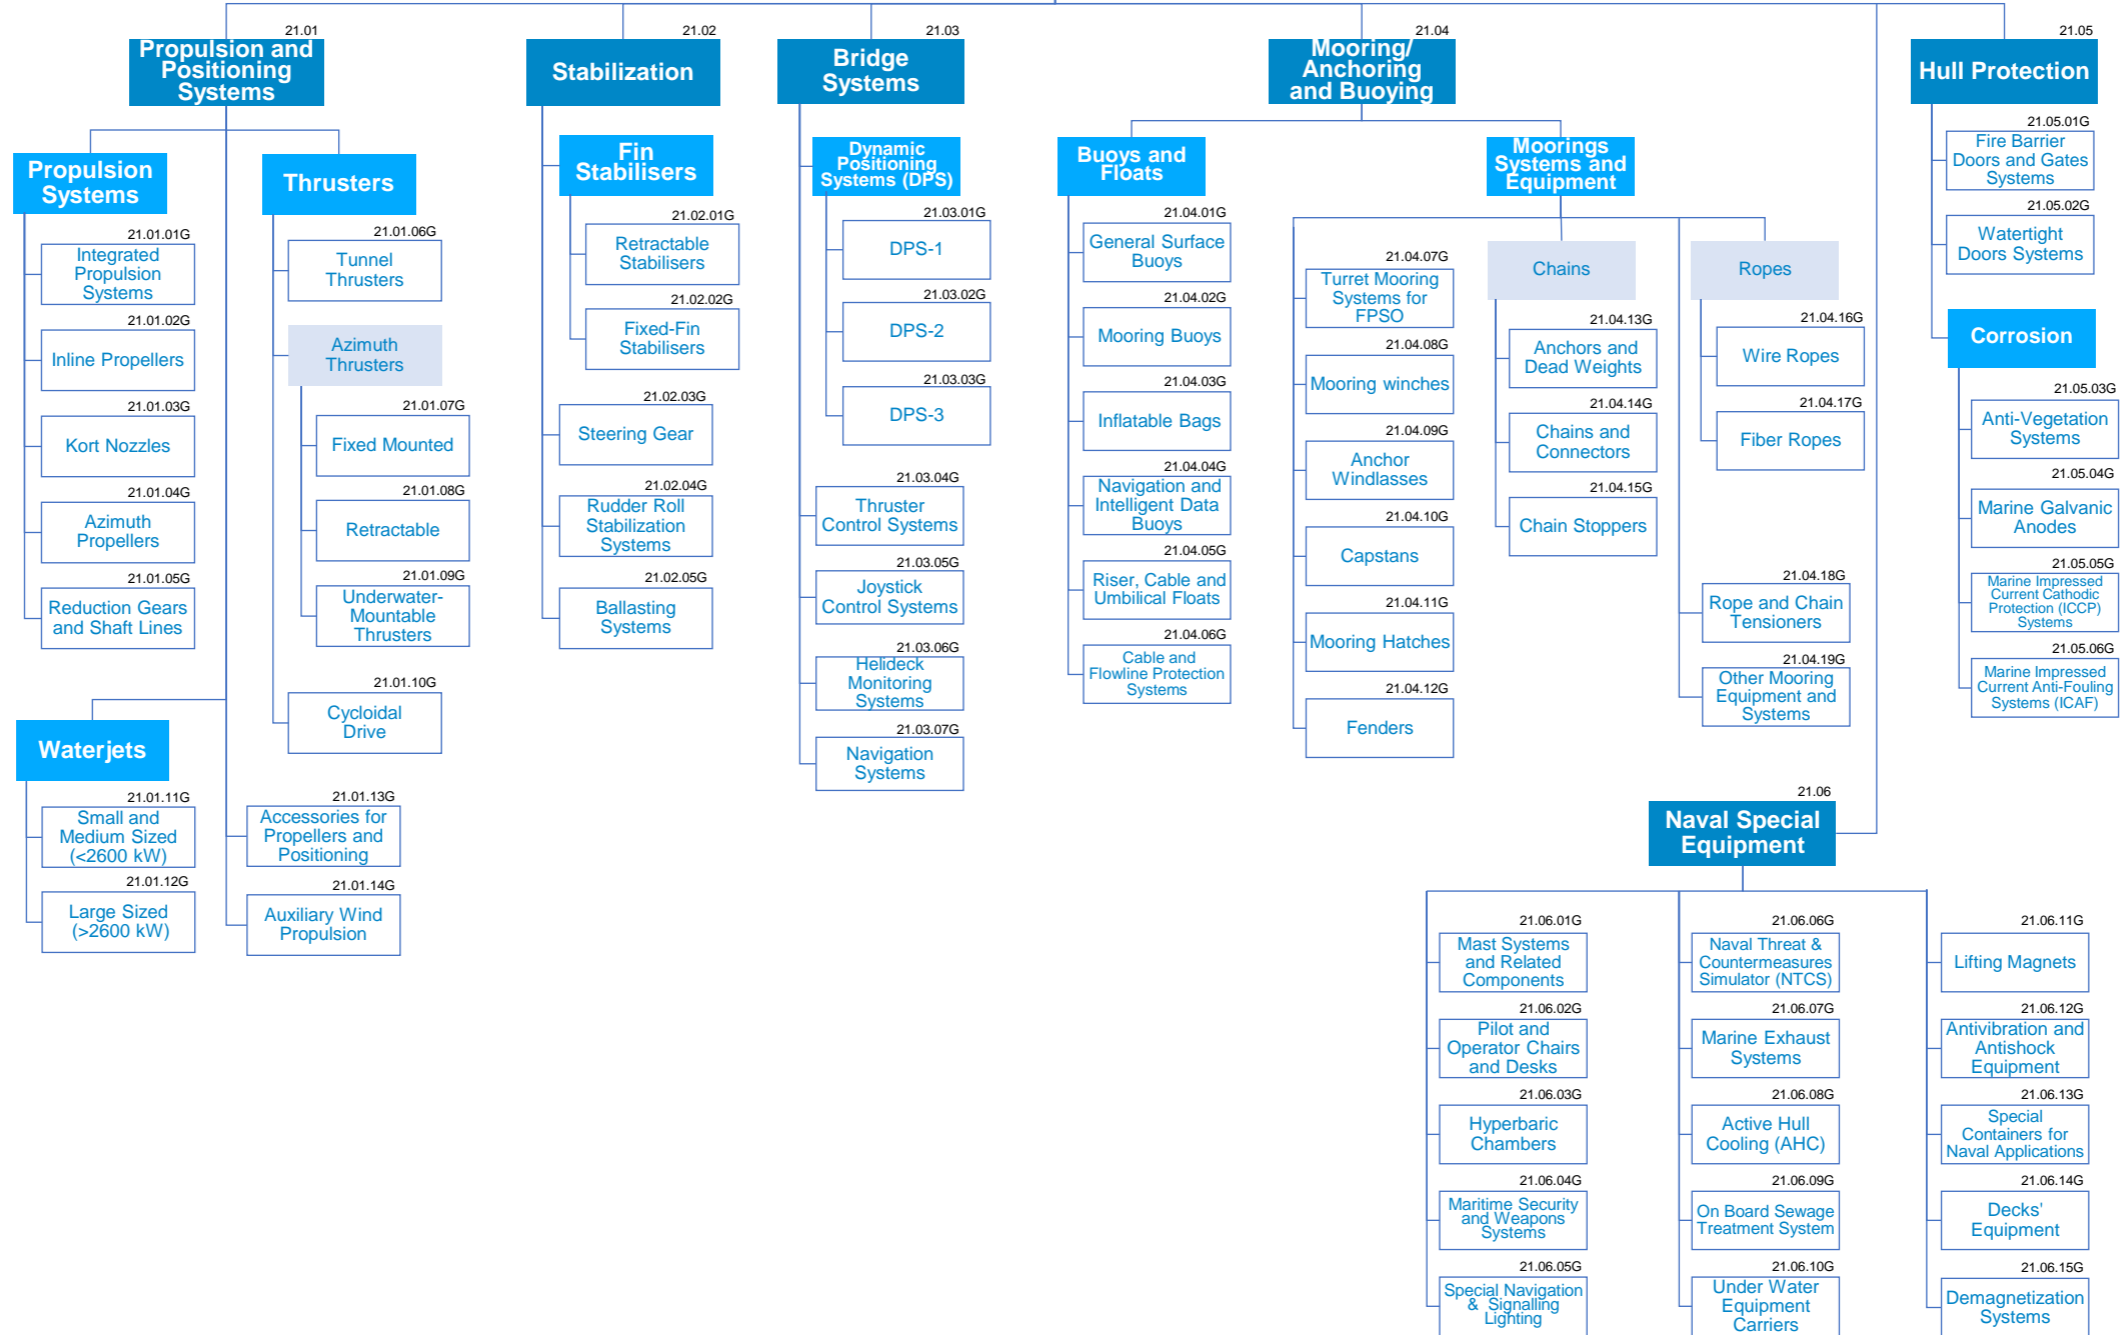 21.01
Propulsion and
Positioning
Systems
Propulsion
Systems
21.01.01G
Integrated
Propulsion
Systems
21.01.02G
Inline Propellers
21.01.03G
Kort Nozzles
21.01.04G
Azimuth
Propellers
21.01.05G
Reduction Gears
and Shaft Lines
Thrusters
21.01.06G
Tunnel
Thrusters
Azimuth
Thrusters
21.01.07G
Fixed Mounted
21.01.08G
Retractable
21.01.09G
Underwater-
Mountable
Thrusters
21.01.10G
Cycloidal
Drive
Waterjets
21.01.11G
Small and
Medium Sized
(<2600 kW)
21.01.12G
Large Sized
(>2600 kW)
21.01.13G
Accessories for
Propellers and
Positioning
21.01.14G
Auxiliary Wind
Propulsion
21.02
Stabilization
Fin
Stabilisers
21.02.01G
Retractable
Stabilisers
21.02.02G
Fixed-Fin
Stabilisers
21.02.03G
Steering Gear
21.02.04G
Rudder Roll
Stabilization
Systems
21.02.05G
Ballasting
Systems
21.03
Bridge
Systems
Dynamic
Positioning
Systems (DPS)
21.03.01G
DPS-1
21.03.02G
DPS-2
21.03.03G
DPS-3
21.03.04G
Thruster
Control Systems
21.03.05G
Joystick
Control Systems
21.03.06G
Helideck
Monitoring
Systems
21.03.07G
Navigation
Systems
21.04
Mooring/
Anchoring
and Buoying
Buoys and
Floats
21.04.01G
General Surface
Buoys
21.04.02G
Mooring Buoys
21.04.03G
Inflatable Bags
21.04.04G
Navigation and
Intelligent Data
Buoys
21.04.05G
Riser, Cable and
Umbilical Floats
21.04.06G
Cable and
Flowline Protection
Systems
Moorings
Systems and
Equipment
21.04.07G
Turret Mooring
Systems for
FPSO
21.04.08G
Mooring winches
21.04.09G
Anchor
Windlasses
21.04.10G
Capstans
21.04.11G
Mooring Hatches
21.04.12G
Fenders
Chains
21.04.13G
Anchors and
Dead Weights
21.04.14G
Chains and
Connectors
21.04.15G
Chain Stoppers
Ropes
21.04.16G
Wire Ropes
21.04.17G
Fiber Ropes
21.04.18G
Rope and Chain
Tensioners
21.04.19G
Other Mooring
Equipment and
Systems
21.05
Hull Protection
21.05.01G
Fire Barrier
Doors and Gates
Systems
21.05.02G
Watertight
Doors Systems
Corrosion
21.05.03G
Anti-Vegetation
Systems
21.05.04G
Marine Galvanic
Anodes
21.05.05G
Marine Impressed
Current Cathodic
Protection (ICCP)
Systems
21.05.06G
Marine Impressed
Current Anti-Fouling
Systems (ICAF)
21.06
Naval Special
Equipment
21.06.01G
Mast Systems
and Related
Components
21.06.02G
Pilot and
Operator Chairs
and Desks
21.06.03G
Hyperbaric
Chambers
21.06.04G
Maritime Security
and Weapons
Systems
21.06.05G
Special Navigation
& Signalling
Lighting
21.06.06G
Naval Threat &
Countermeasures
Simulator (NTCS)
21.06.07G
Marine Exhaust
Systems
21.06.08G
Active Hull
Cooling (AHC)
21.06.09G
On Board Sewage
Treatment System
21.06.10G
Under Water
Equipment
Carriers
21.06.11G
Lifting Magnets
21.06.12G
Antivibration and
Antishock
Equipment
21.06.13G
Special
Containers for
Naval Applications
21.06.14G
Decks'
Equipment
21.06.15G
Demagnetization
Systems